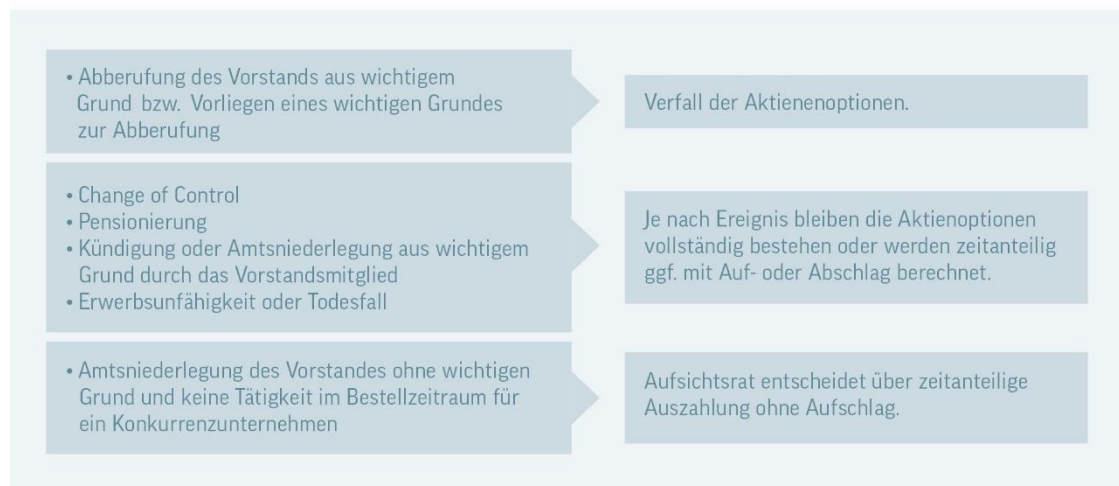 • Abberufung des Vorstands aus wichtigem
Grund bzw. Vorliegen eines wichtigen Grundes
zur Abberufung
Verfall der Aktienenoptionen.
• Change of Control
• Pensionierung
• Kündigung oder Amtsniederlegung aus wichtigem
Grund durch das Vorstandsmitglied
• Erwerbsunfähigkeit oder Todesfall
Je nach Ereignis bleiben die Aktienoptionen
vollständig bestehen oder werden zeitanteilig
ggf. mit Auf- oder Abschlag berechnet.
• Amtsniederlegung des Vorstandes ohne wichtigen
Grund und keine Tätigkeit im Bestellzeitraum für
ein Konkurrenzunternehmen
Aufsichtsrat entscheidet über zeitanteilige
Auszahlung ohne Aufschlag.